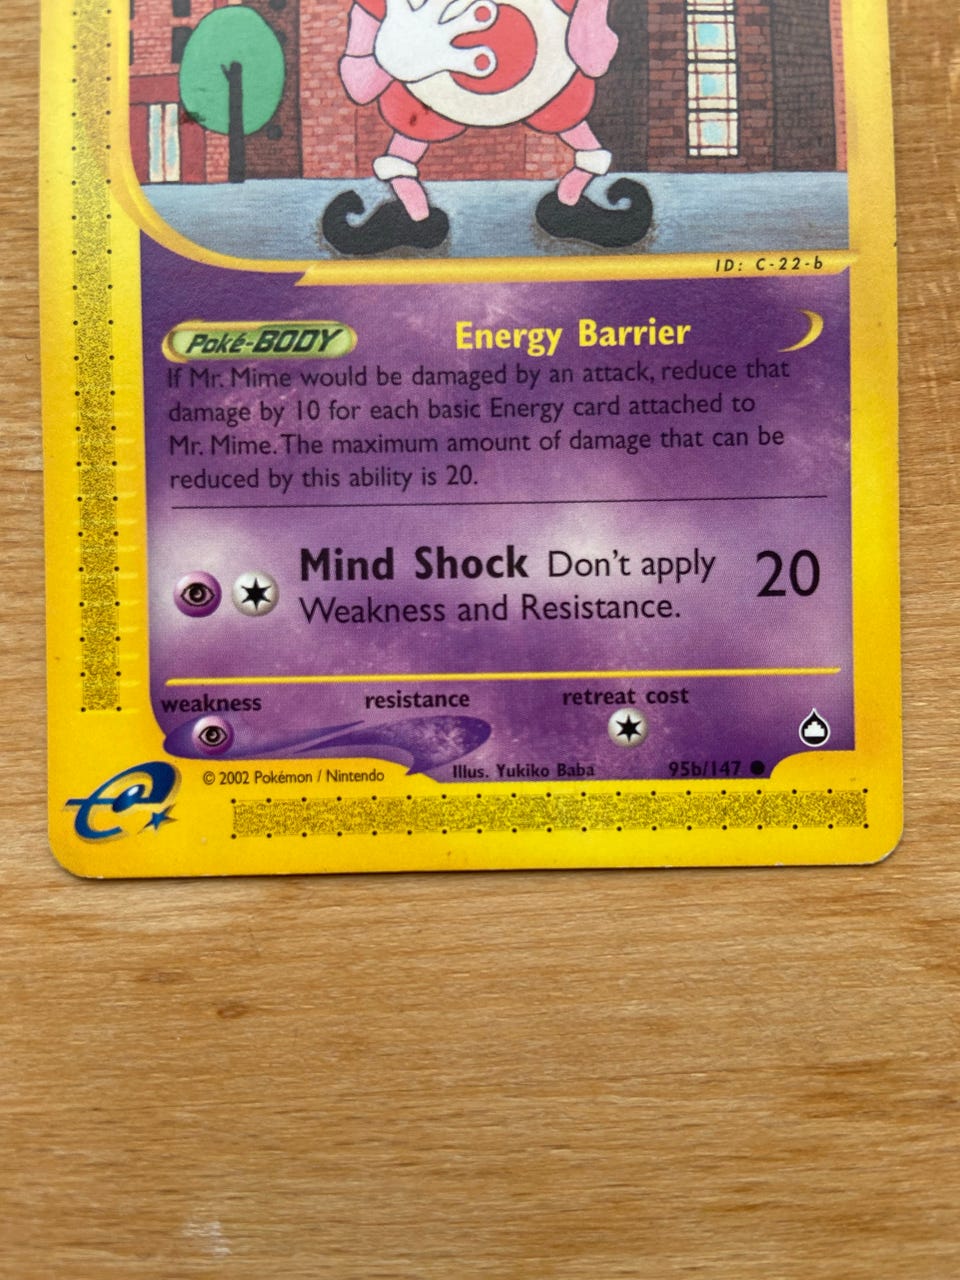 ID: C-22-b
Poké-BODY Energy Barrier
If Mr. Mime would be damaged by an attack, reduce that
damage by 10 for each basic Energy card attached to
Mr. Mime. The maximum amount of damage that can be
reduced by this ability is 20.
Mind Shock Don't apply 20
Weakness and Resistance.
weakness resistance retreat cost
© 2002 Pokémon / Nintendo Illus. Yukiko Baba 95b/147
e